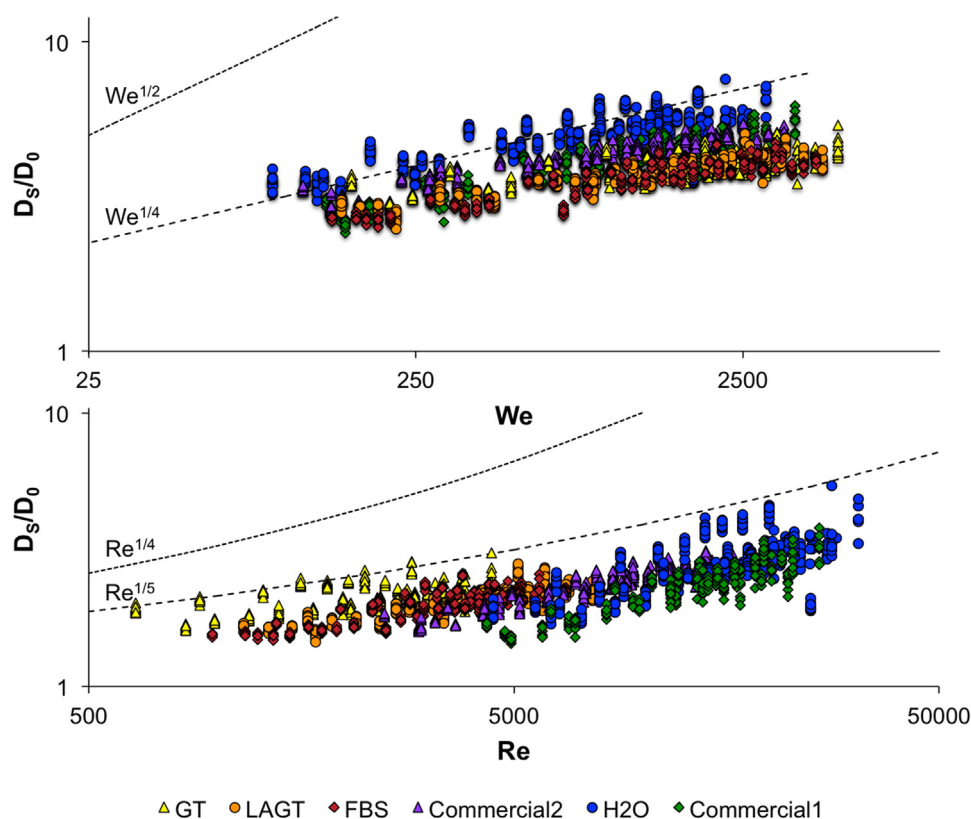 10
We1/2
We1/4
DS/D0
1
25
250
2500
We
10
Re1/4
Re1/5
DS/D0
1
500
5000
50000
Re
GT LAGT FBS Commercial2 H2O Commercial1